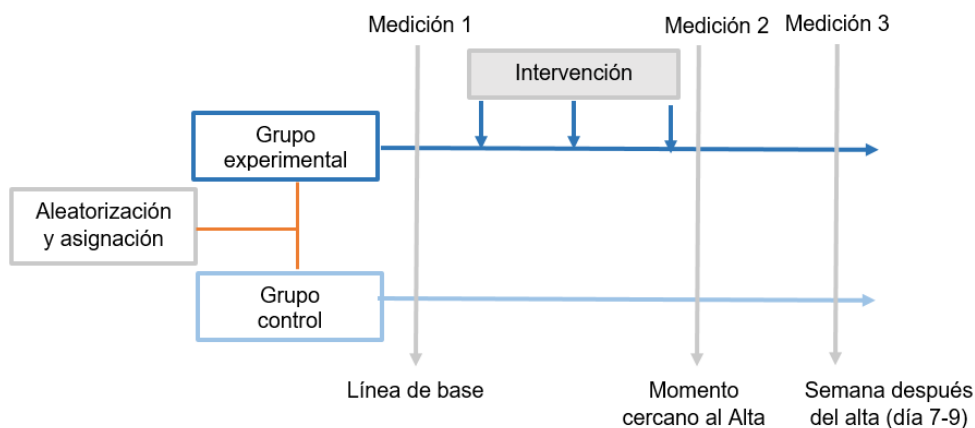 Medición 1
Medición 2
Medición 3
Intervención
Grupo
experimental
Aleatorización
y asignación
Grupo
control
Línea de base
Momento
cercano al Alta
Semana después
del alta (día 7-9)